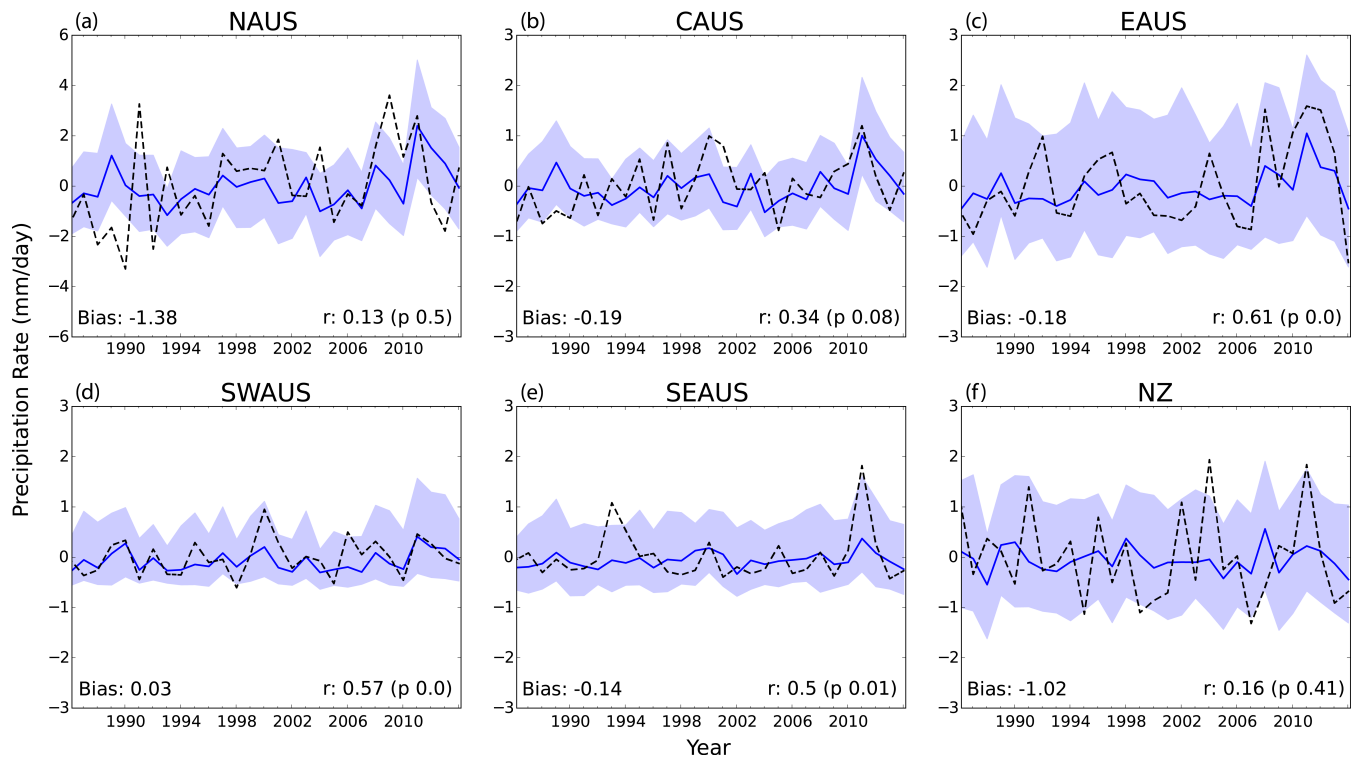 (a) NAUS
6
4
2
0
−2
−4
−6
Bias: -1.38 r: 0.13 (p 0.5)
1990 1994 1998 2002 2006 2010
(b) CAUS
3
2
1
0
−1
−2
−3
Bias: -0.19 r: 0.34 (p 0.08)
1990 1994 1998 2002 2006 2010
(c) EAUS
3
2
1
0
−1
−2
−3
Bias: -0.18 r: 0.61 (p 0.0)
1990 1994 1998 2002 2006 2010
Precipitation Rate (mm/day)
(d) SWAUS
3
2
1
0
−1
−2
−3
Bias: 0.03 r: 0.57 (p 0.0)
1990 1994 1998 2002 2006 2010
(e) SEAUS
3
2
1
0
−1
−2
−3
Bias: -0.14 r: 0.5 (p 0.01)
1990 1994 1998 2002 2006 2010
(f) NZ
3
2
1
0
−1
−2
−3
Bias: -1.02 r: 0.16 (p 0.41)
1990 1994 1998 2002 2006 2010
Year